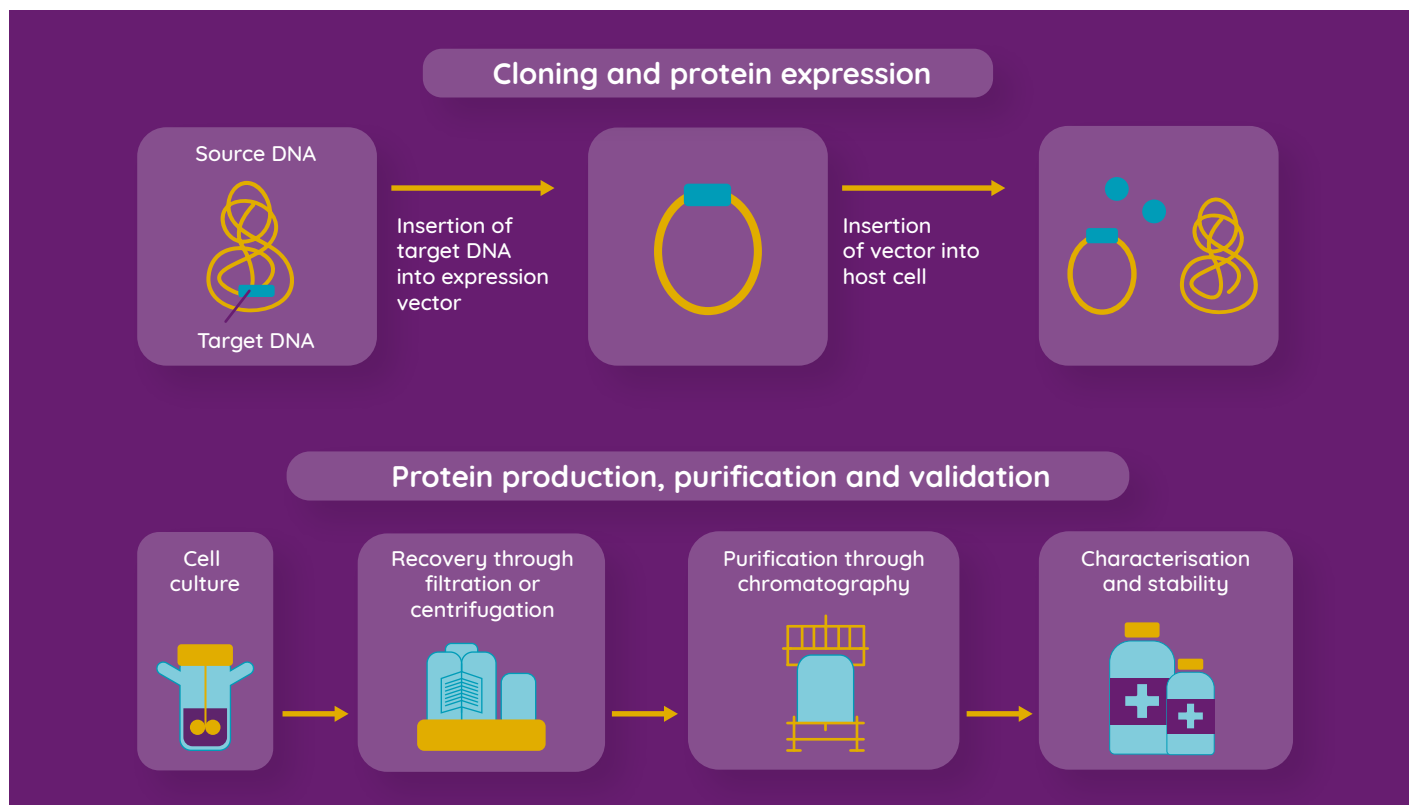 Cloning and protein expression
Source DNA
Target DNA
Insertion of
target DNA
into expression
vector
Insertion
of vector into
host cell
Protein production, purification and validation
Cell
culture
Recovery through
filtration or
centrifugation
Purification through
chromatography
Characterisation
and stability